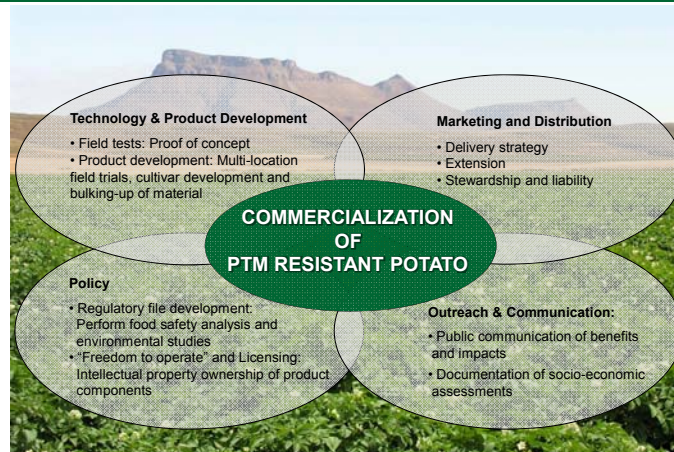 Technology & Product Development
• Field tests: Proof of concept
• Product development: Multi-location
field trials, cultivar development and
bulking-up of material
Marketing and Distribution
• Delivery strategy
• Extension
• Stewardship and liability
COMMERCIALIZATION
OF
PTM RESISTANT POTATO
Policy
• Regulatory file development:
Perform food safety analysis and
environmental studies
• “Freedom to operate” and Licensing:
Intellectual property ownership of product
components
Outreach & Communication:
• Public communication of benefits
and impacts
• Documentation of socio-economic
assessments